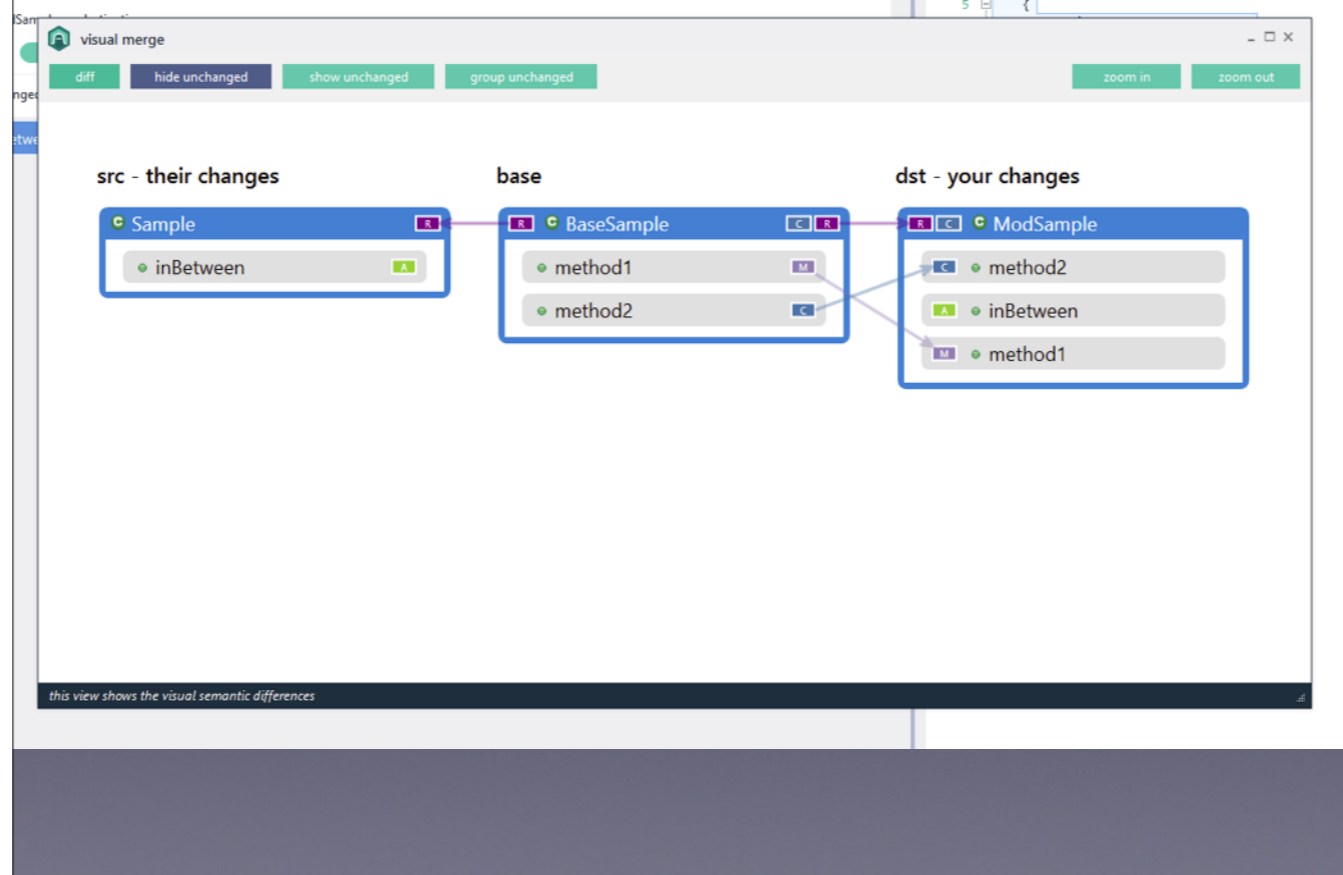 5 {
visual merge
diff hide unchanged show unchanged group unchanged zoom in zoom out
src - their changes base dst - your changes
C Sample R R C BaseSample C R R C C ModSample
inBetween A method1 M C method2
method2 C A inBetween
M method1
this view shows the visual semantic differences